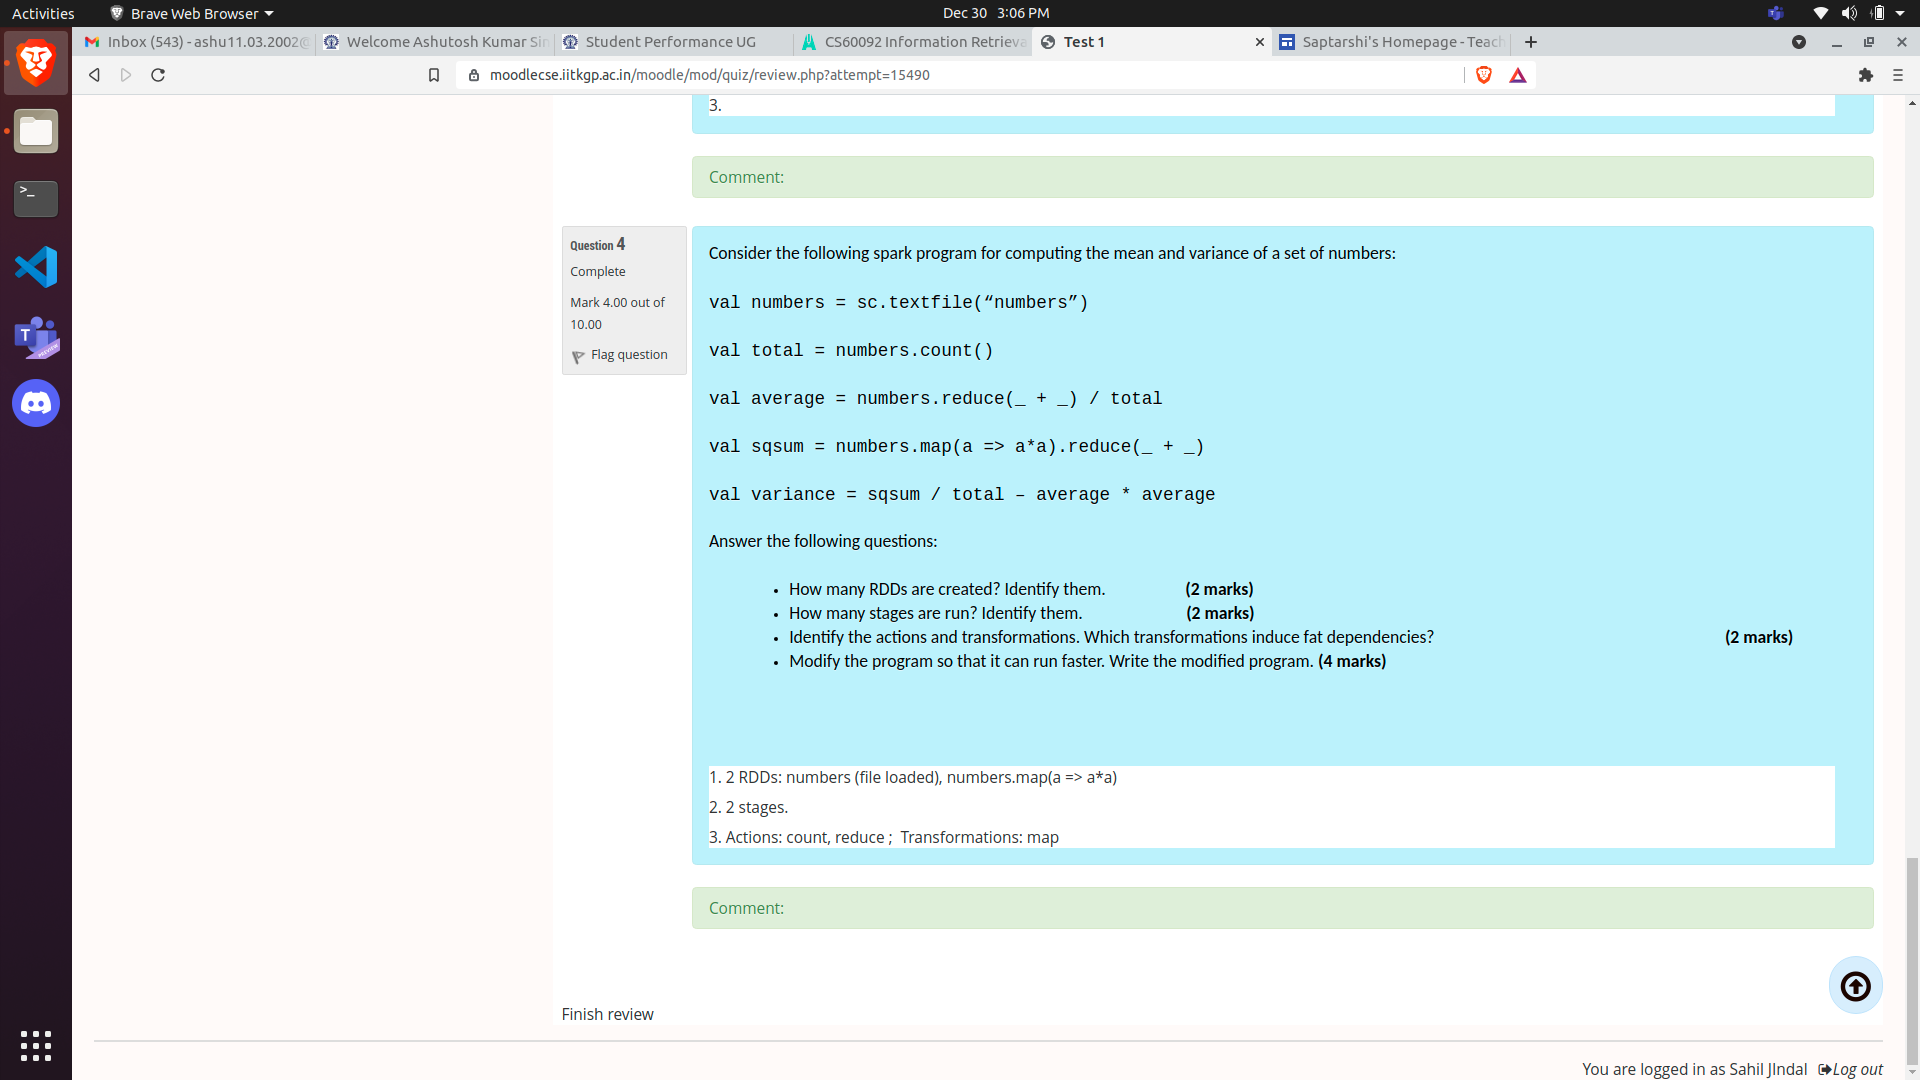 Activities Brave Web Browser Dec 30 3:06 PM
Inbox (543) - ashu11.03.2002@ Welcome Ashutosh Kumar Sin Student Performance UG CS60092 Information Retrieva Test 1 Saptarshi's Homepage - Teach
moodlecse.iitkgp.ac.in/moodle/mod/quiz/review.php?attempt=15490
3.
Comment:
Question 4
Complete
Mark 4.00 out of
10.00
Flag question
Consider the following spark program for computing the mean and variance of a set of numbers:
val numbers = sc.textfile(“numbers”)
val total = numbers.count()
val average = numbers.reduce(_ + _) / total
val sqsum = numbers.map(a => a*a).reduce(_ + _)
val variance = sqsum / total – average * average
Answer the following questions:
• How many RDDs are created? Identify them. (2 marks)
• How many stages are run? Identify them. (2 marks)
• Identify the actions and transformations. Which transformations induce fat dependencies? (2 marks)
• Modify the program so that it can run faster. Write the modified program. (4 marks)
1. 2 RDDs: numbers (file loaded), numbers.map(a => a*a)
2. 2 stages.
3. Actions: count, reduce ; Transformations: map
Comment:
Finish review
You are logged in as Sahil JIndal Log out